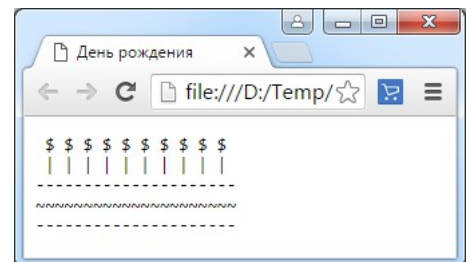 День рождения
file:///D:/Temp/
$ $ $ $ $ $ $ $ $ $
| | | | | | | | | |
---------------------
~~~~~~~~~~~~~~~~~~~~~
---------------------